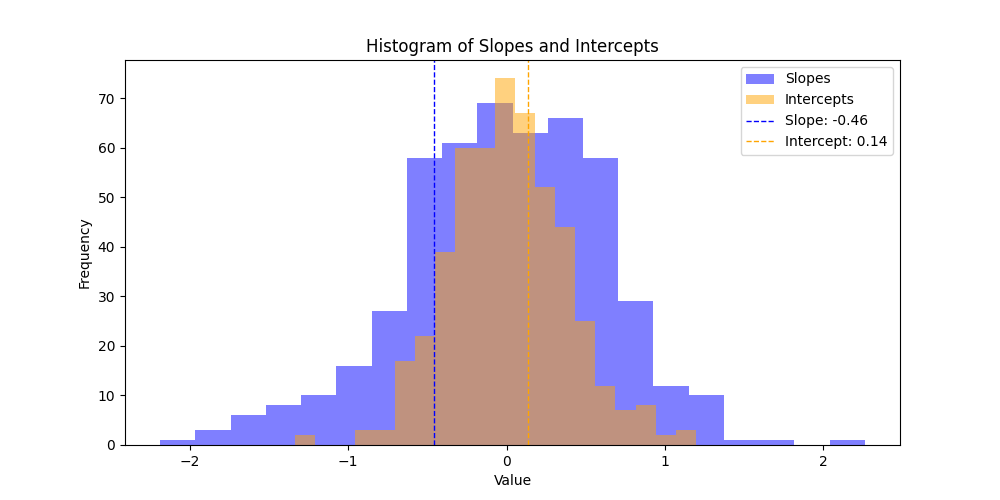 Histogram of Slopes and Intercepts
Slopes
Intercepts
Slope: -0.46
Intercept: 0.14
Frequency
70
60
50
40
30
20
10
0
−2
−1
0
1
2
Value